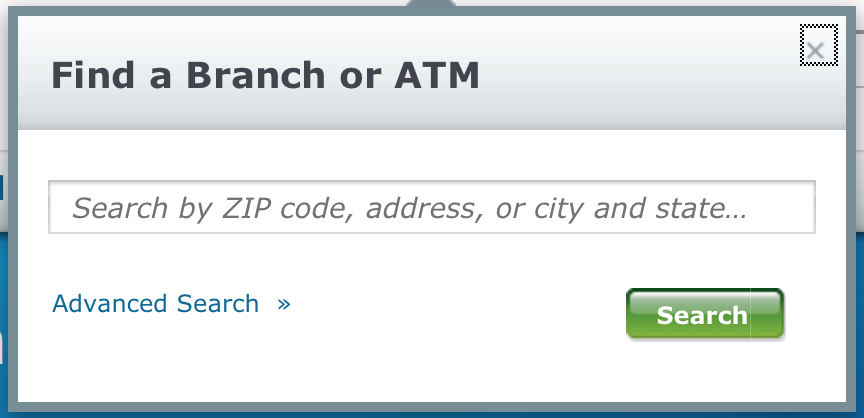 Find a Branch or ATM
Search by ZIP code, address, or city and state...
Advanced Search »
Search